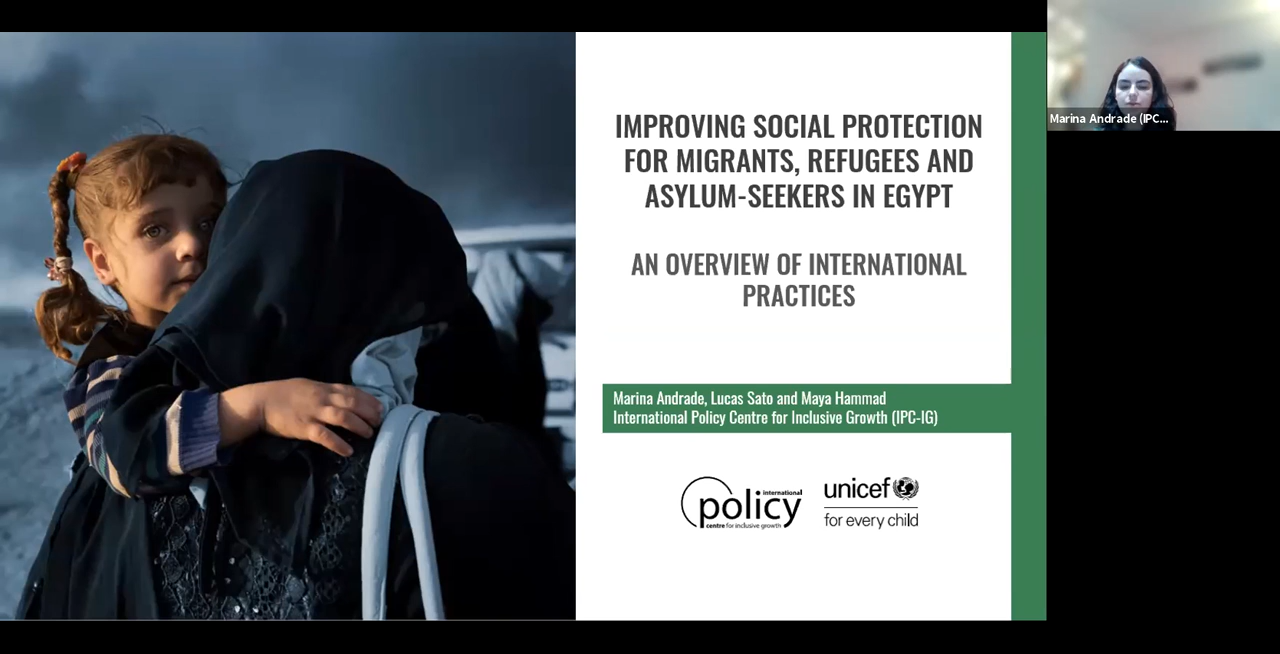 IMPROVING SOCIAL PROTECTION
FOR MIGRANTS, REFUGEES AND
ASYLUM-SEEKERS IN EGYPT
AN OVERVIEW OF INTERNATIONAL
PRACTICES
Marina Andrade, Lucas Sato and Maya Hammad
International Policy Centre for Inclusive Growth (IPC-IG)
international
policy
centre for inclusive growth
unicef
for every child
Marina Andrade (IPC...